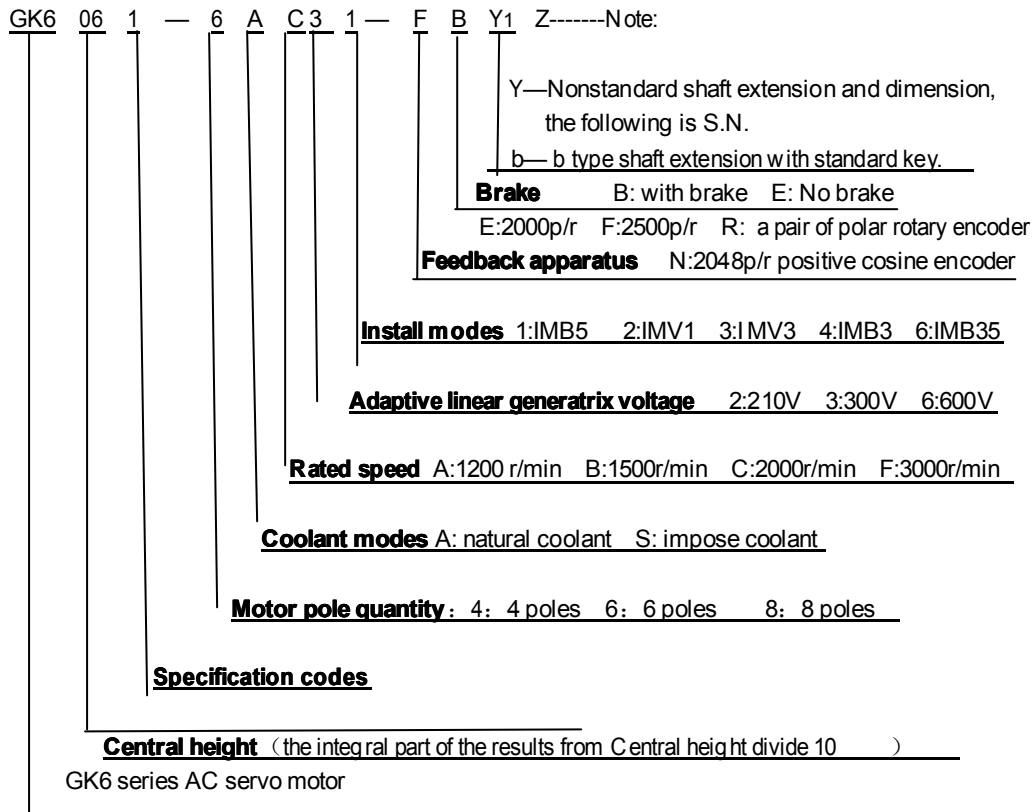 GK6 06 1 — 6 A C 3 1 — F B Y1 Z-------Note:
Y—Nonstandard shaft extension and dimension,
the following is S.N.
b— b type shaft extension with standard key.
Brake B: with brake E: No brake
E:2000p/r F:2500p/r R: a pair of polar rotary encoder
Feedback apparatus N:2048p/r positive cosine encoder
Install modes 1:IMB5 2:IMV1 3:IMV3 4:IMB3 6:IMB35
Adaptive linear generatrix voltage 2:210V 3:300V 6:600V
Rated speed A:1200 r/min B:1500r/min C:2000r/min F:3000r/min
Coolant modes A: natural coolant S: impose coolant
Motor pole quantity：4：4 poles 6：6 poles 8：8 poles
Specification codes
Central height （the integral part of the results from Central height divide 10 ）
GK6 series AC servo motor